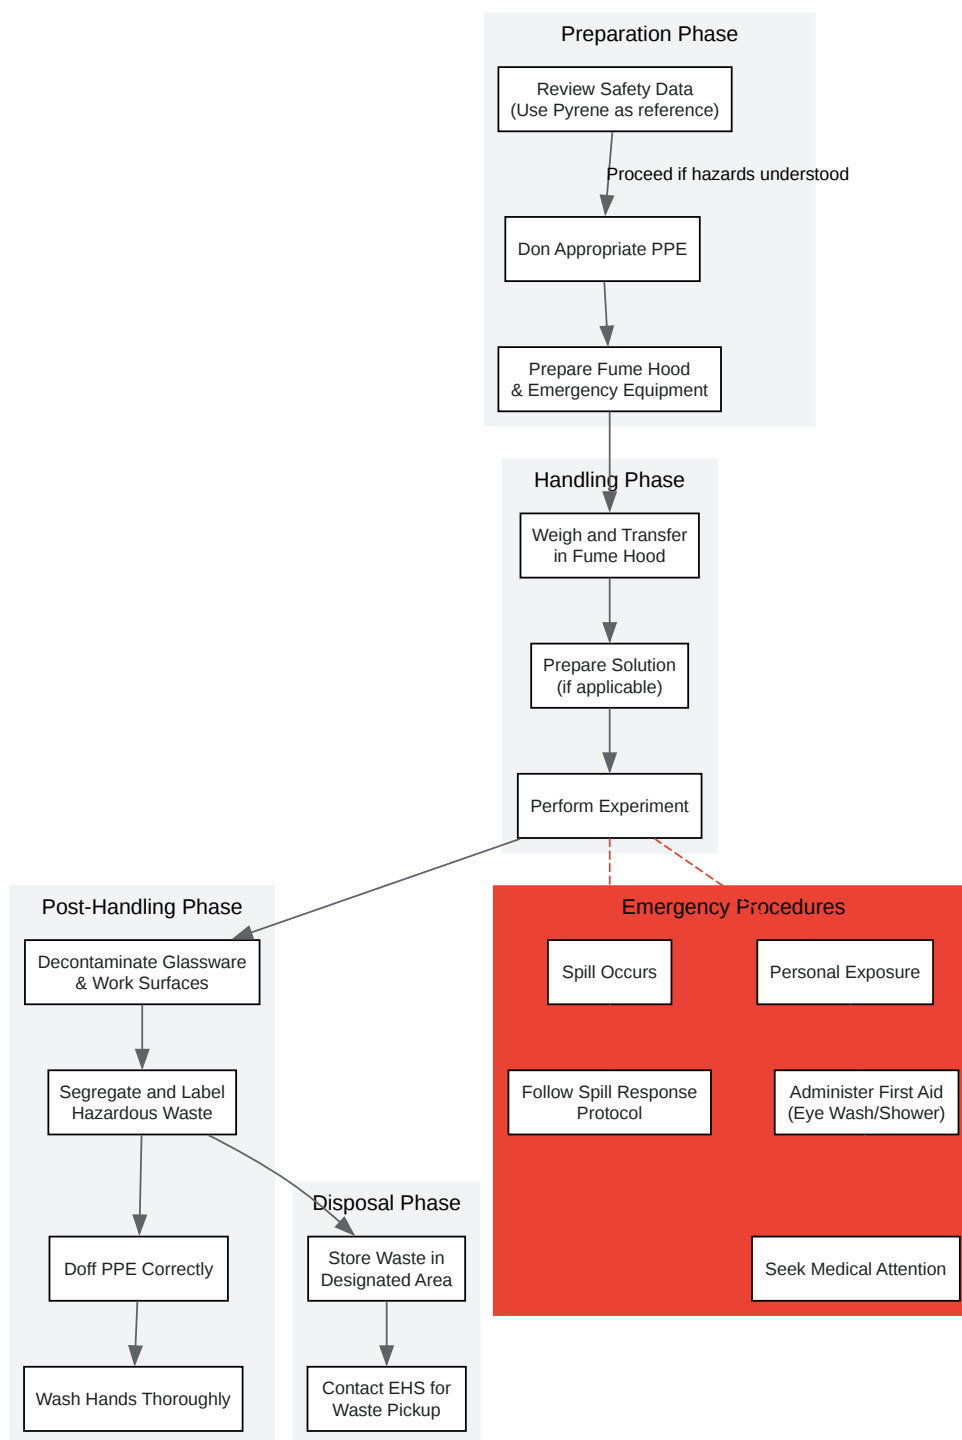 Preparation Phase
Review Safety Data
(Use Pyrene as reference)
Proceed if hazards understood
Don Appropriate PPE
Prepare Fume Hood
& Emergency Equipment
Handling Phase
Weigh and Transfer
in Fume Hood
Prepare Solution
(if applicable)
Perform Experiment
Post-Handling Phase
Decontaminate Glassware
& Work Surfaces
Segregate and Label
Hazardous Waste
Doff PPE Correctly
Wash Hands Thoroughly
Disposal Phase
Store Waste in
Designated Area
Contact EHS for
Waste Pickup
Emergency Procedures
Spill Occurs
Follow Spill Response
Protocol
Personal Exposure
Administer First Aid
(Eye Wash/Shower)
Seek Medical Attention